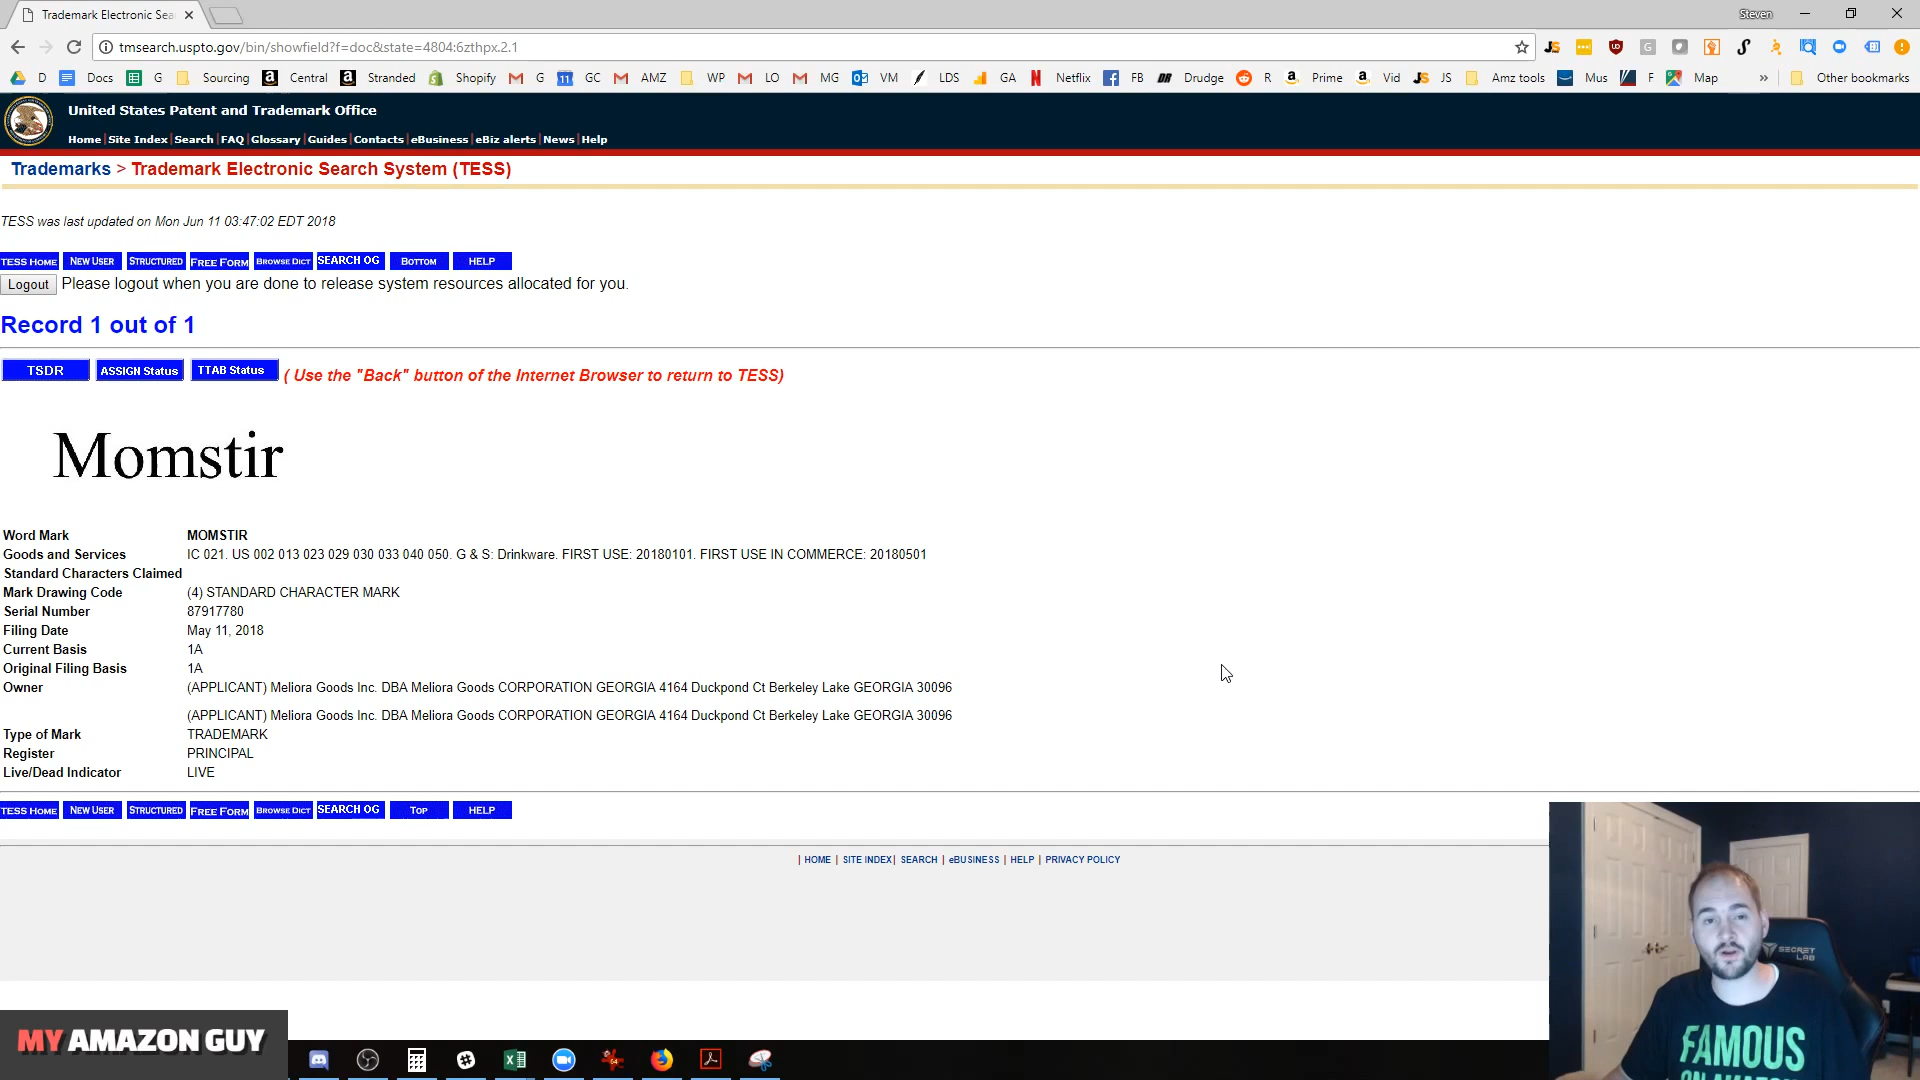 Trademark Electronic Sea
Steven
tmsearch.uspto.gov/bin/showfield?f=doc&state=4804:6zthpx.2.1
D Docs G Sourcing Central Stranded Shopify G GC AMZ WP LO MG VM LDS GA Netflix FB Drudge R Prime Vid JS Amz tools Mus F Map » Other bookmarks
United States Patent and Trademark Office
Home | Site Index | Search | FAQ | Glossary | Guides | Contacts | eBusiness | eBiz alerts | News | Help
Trademarks > Trademark Electronic Search System (TESS)
TESS was last updated on Mon Jun 11 03:47:02 EDT 2018
TESS HOME NEW USER STRUCTURED FREE FORM BROWSE DICT SEARCH OG BOTTOM HELP
Logout Please logout when you are done to release system resources allocated for you.
Record 1 out of 1
TSDR ASSIGN Status TTAB Status ( Use the "Back" button of the Internet Browser to return to TESS)
Momstir
Word Mark MOMSTIR
Goods and Services IC 021. US 002 013 023 029 030 033 040 050. G & S: Drinkware. FIRST USE: 20180101. FIRST USE IN COMMERCE: 20180501
Standard Characters Claimed
Mark Drawing Code (4) STANDARD CHARACTER MARK
Serial Number 87917780
Filing Date May 11, 2018
Current Basis 1A
Original Filing Basis 1A
Owner (APPLICANT) Meliora Goods Inc. DBA Meliora Goods CORPORATION GEORGIA 4164 Duckpond Ct Berkeley Lake GEORGIA 30096
(APPLICANT) Meliora Goods Inc. DBA Meliora Goods CORPORATION GEORGIA 4164 Duckpond Ct Berkeley Lake GEORGIA 30096
Type of Mark TRADEMARK
Register PRINCIPAL
Live/Dead Indicator LIVE
TESS HOME NEW USER STRUCTURED FREE FORM BROWSE DICT SEARCH OG TOP HELP
| HOME | SITE INDEX | SEARCH | eBUSINESS | HELP | PRIVACY POLICY
SECRET
LAB
FAMOUS
ON AMAZON
MY AMAZON GUY